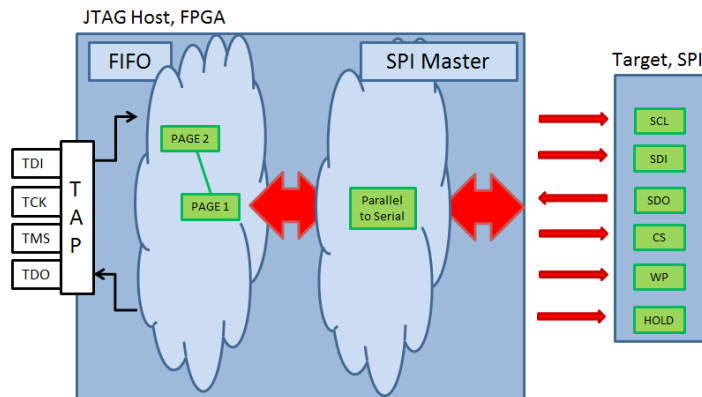 JTAG Host, FPGA
FIFO
SPI Master
Target, SPI
TDI
TCK
TMS
TDO
TAP
PAGE 2
PAGE 1
Parallel
to Serial
SCL
SDI
SDO
CS
WP
HOLD